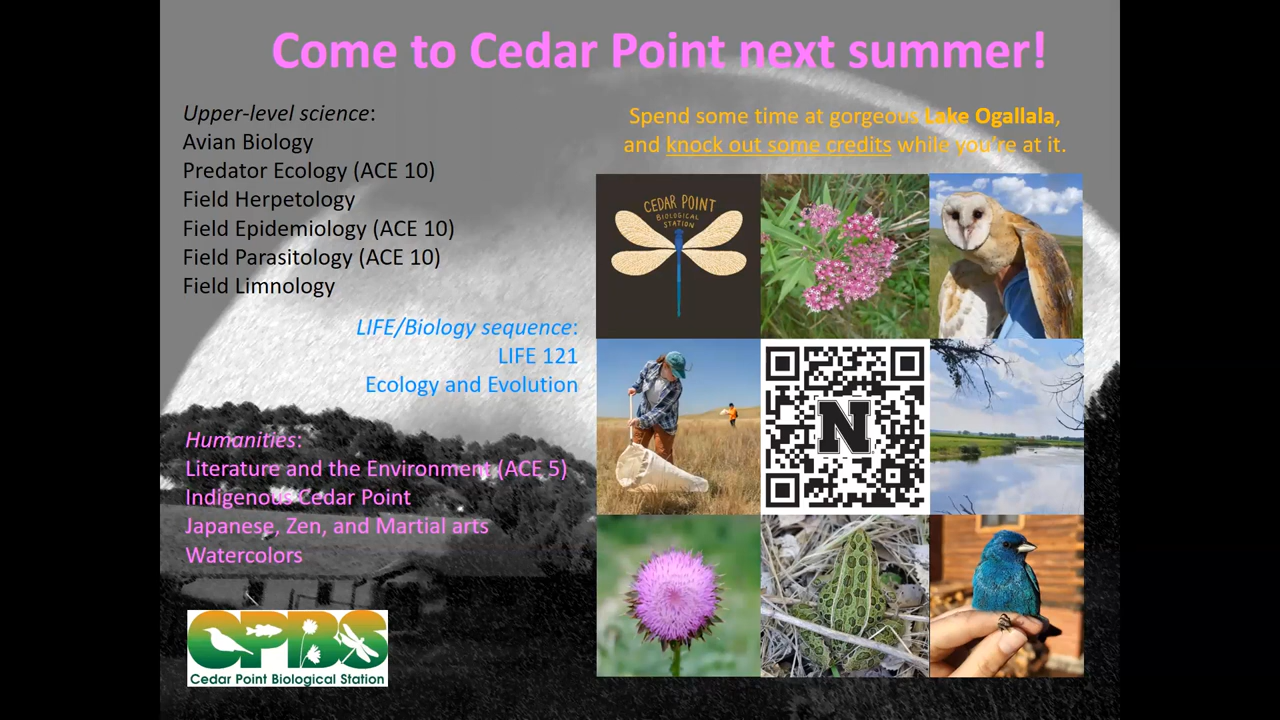 Come to Cedar Point next summer!
Upper-level science:
Avian Biology
Predator Ecology (ACE 10)
Field Herpetology
Field Epidemiology (ACE 10)
Field Parasitology (ACE 10)
Field Limnology
LIFE/Biology sequence:
LIFE 121
Ecology and Evolution
Humanities:
Literature and the Environment (ACE 5)
Indigenous Cedar Point
Japanese, Zen, and Martial arts
Watercolors
CPBS
Cedar Point Biological Station
Spend some time at gorgeous Lake Ogallala,
and knock out some credits while you're at it.
CEDAR POINT
BIOLOGICAL
STATION
N